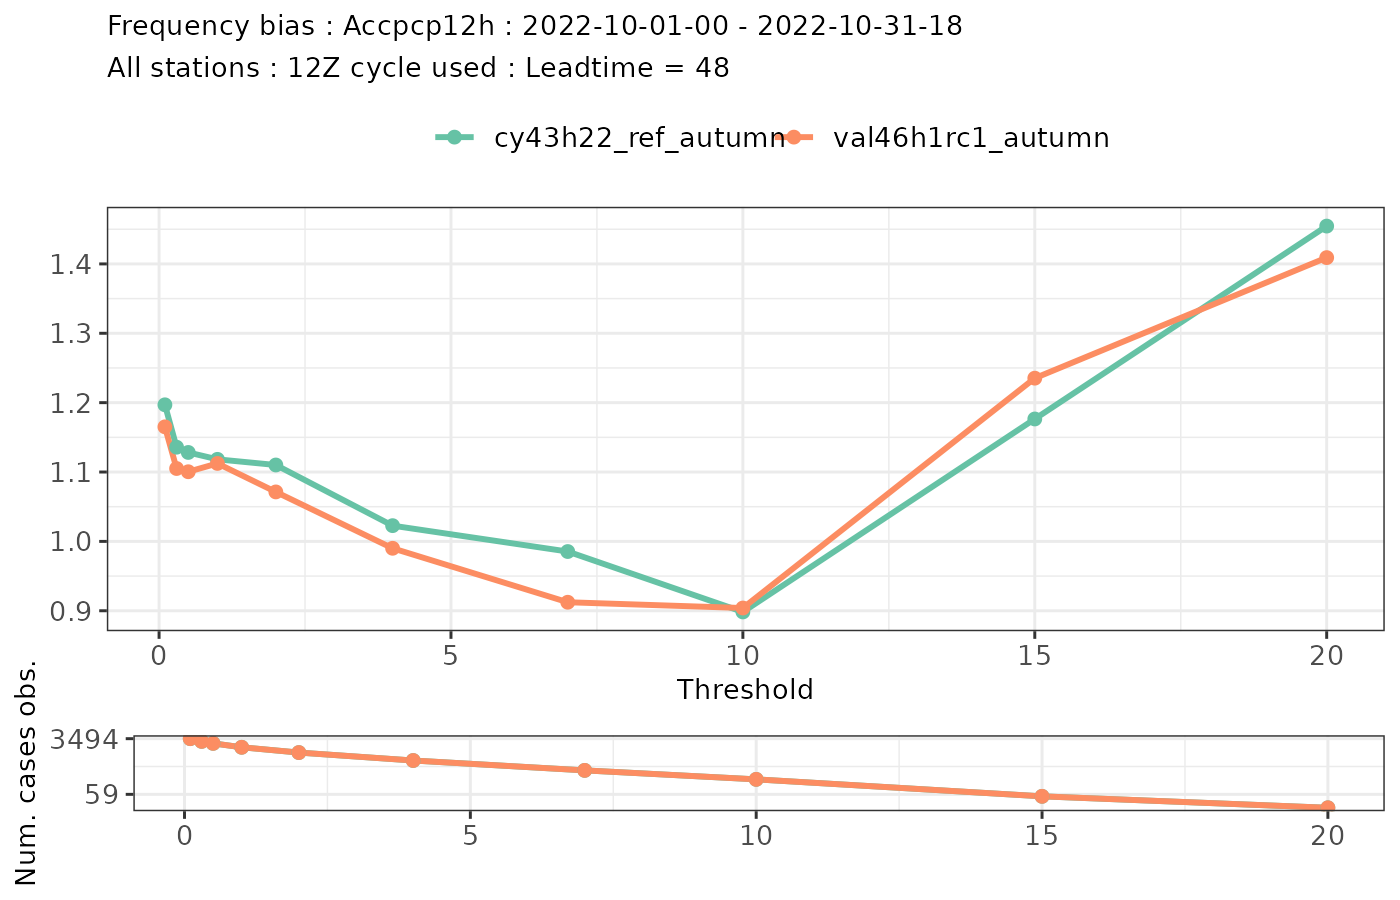 Frequency bias : Accpcp12h : 2022-10-01-00 - 2022-10-31-18
All stations : 12Z cycle used : Leadtime = 48
cy43h22_ref_autumn val46h1rc1_autumn
1.4
1.3
1.2
1.1
1.0
0.9
0 5 10 15 20
Threshold
Num. cases obs.
3494
59
0 5 10 15 20